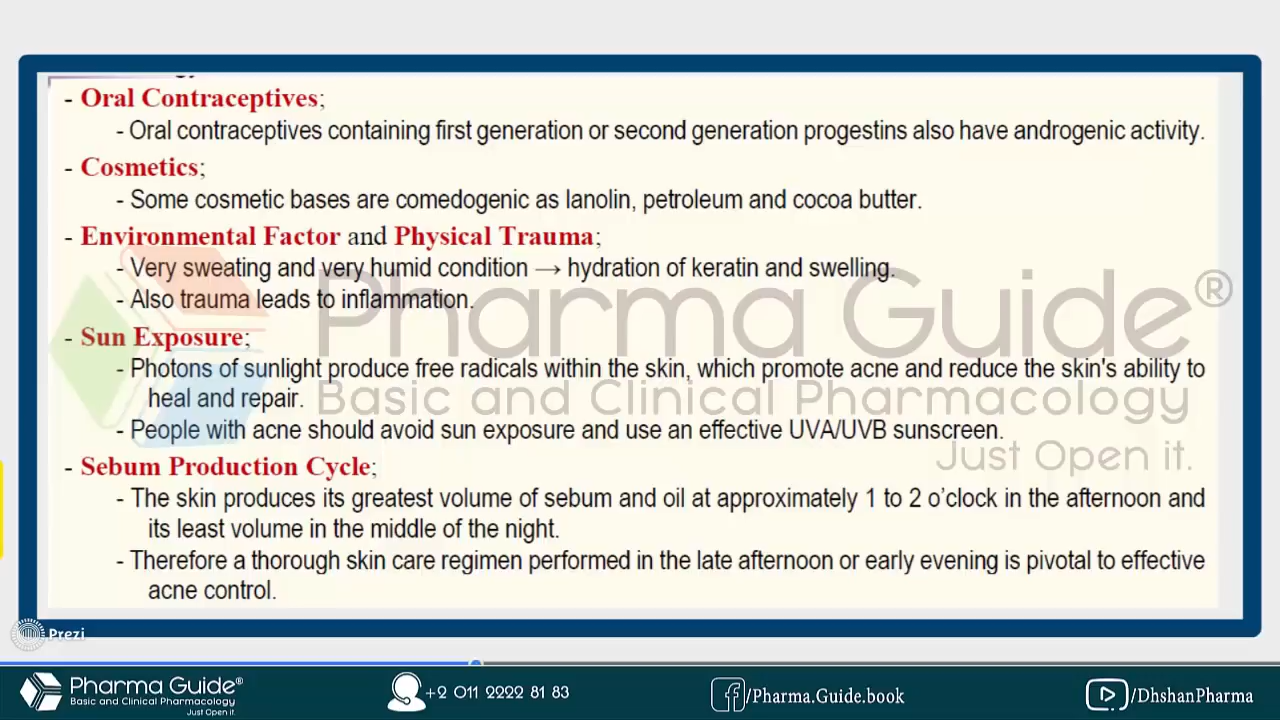 - Oral Contraceptives;
- Oral contraceptives containing first generation or second generation progestins also have androgenic activity.
- Cosmetics;
- Some cosmetic bases are comedogenic as lanolin, petroleum and cocoa butter.
- Environmental Factor and Physical Trauma;
- Very sweating and very humid condition → hydration of keratin and swelling.
- Also trauma leads to inflammation.
- Sun Exposure;
- Photons of sunlight produce free radicals within the skin, which promote acne and reduce the skin's ability to
heal and repair.
- People with acne should avoid sun exposure and use an effective UVA/UVB sunscreen.
- Sebum Production Cycle;
- The skin produces its greatest volume of sebum and oil at approximately 1 to 2 o'clock in the afternoon and
its least volume in the middle of the night.
- Therefore a thorough skin care regimen performed in the late afternoon or early evening is pivotal to effective
acne control.
Pharma Guide®
Basic and Clinical Pharmacology
Just Open it.
Prezi
Pharma Guide®
Basic and Clinical Pharmacology
Just Open it.
+2 011 2222 81 83
/Pharma.Guide.book
/DhshanPharma